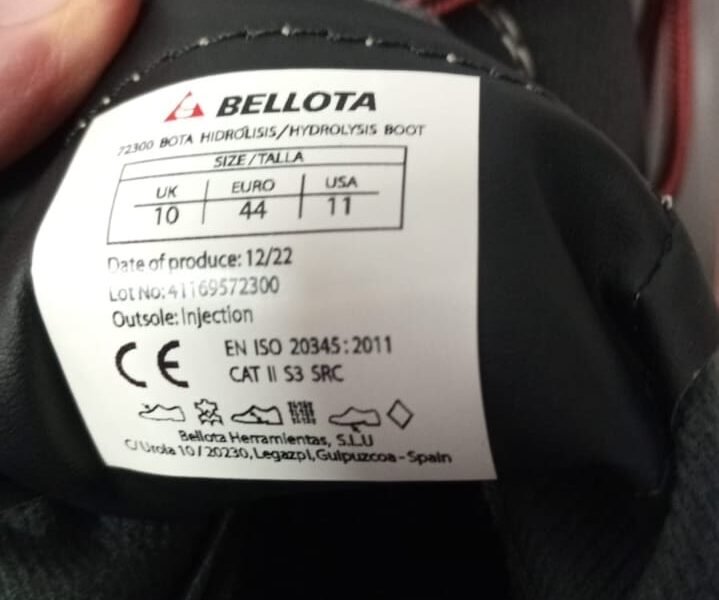 BELLOTA
72300 BOTA HIDRÓLISIS/HYDROLYSIS BOOT
SIZE/TALLA
UK EURO USA
10 44 11
Date of produce: 12/22
Lot No: 41169572300
Outsole: Injection
CE EN ISO 20345:2011
CAT II S3 SRC
Bellota Herramientas, S.L.U
C/Urola 10 / 20230, Legazpi, Guipuzcoa - Spain